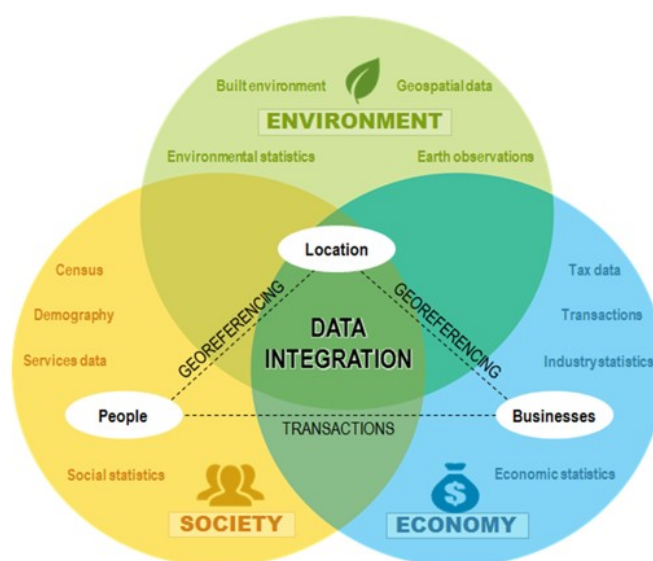 Built environment
Geospatial data
ENVIRONMENT
Environmental statistics
Earth observations
Location
Census
Demography
Services data
Tax data
Transactions
Industry statistics
GEOREFERENCING
GEOREFERENCING
DATA
INTEGRATION
People
Businesses
TRANSACTIONS
Social statistics
Economic statistics
$
SOCIETY
ECONOMY